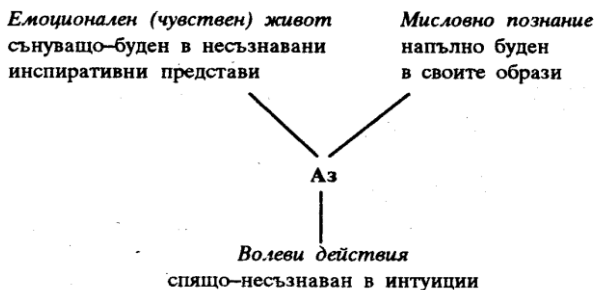 Емоционален (чувствен) живот
сънуващо–буден в несъзнавани
инспиративни представи
Мисловно познание
напълно буден
в своите образи
Аз
Волеви действия
спящо–несъзнаван в интуиции